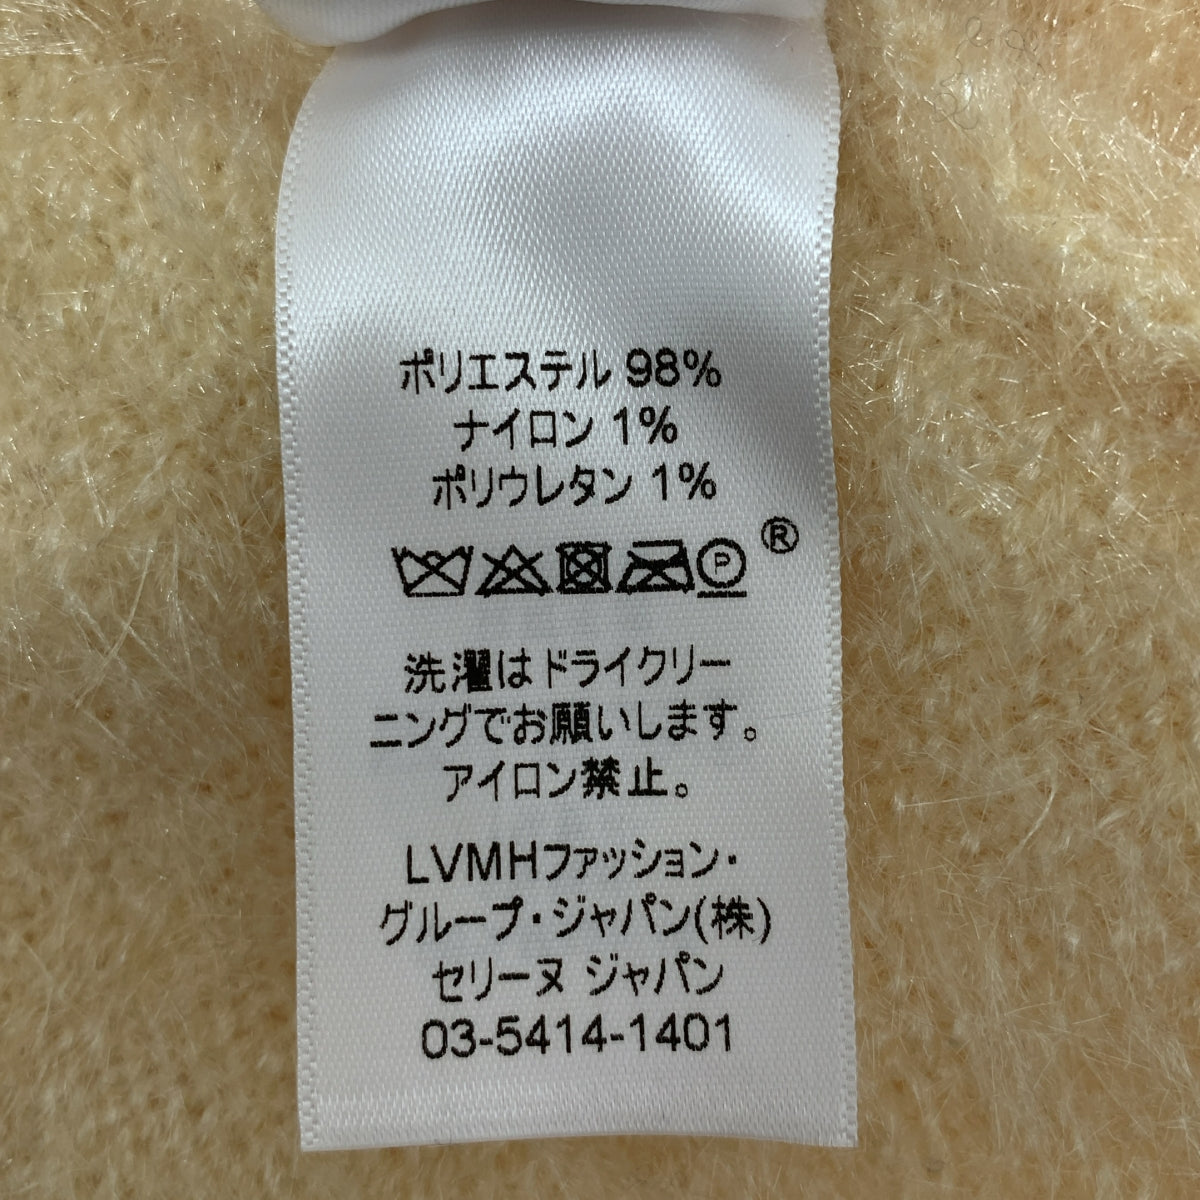 ポリエステル 98%
ナイロン 1%
ポリウレタン 1%
P ®
洗濯はドライクリー
ニングでお願いします。
アイロン禁止。
LVMHファッション・
グループ・ジャパン(株)
セリーヌ ジャパン
03-5414-1401